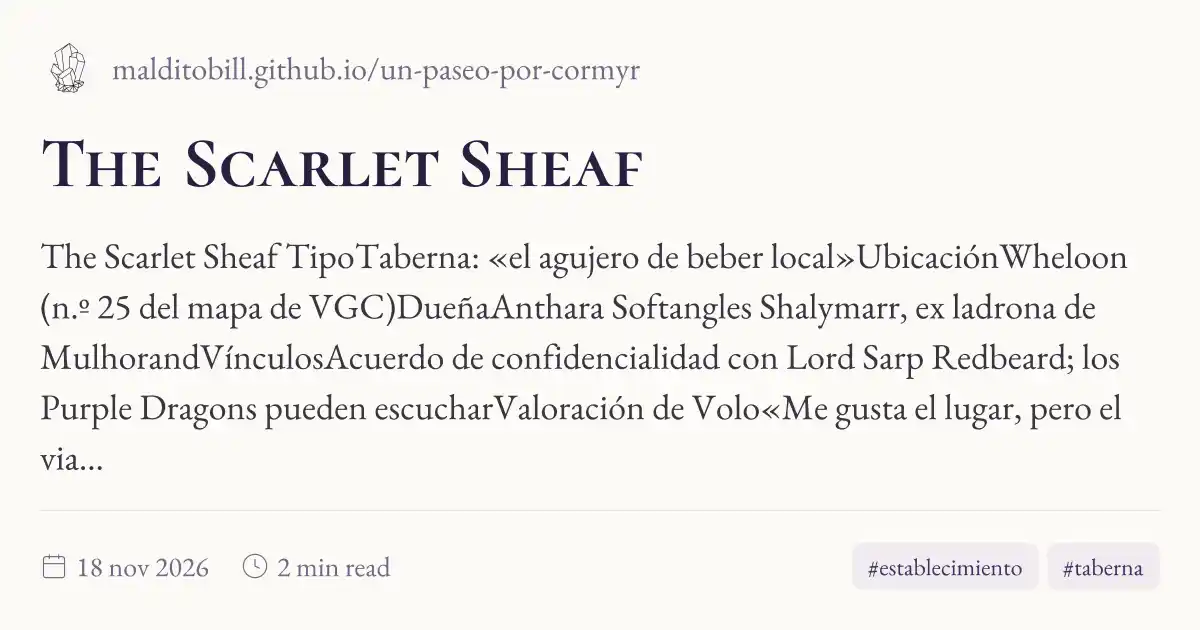 malditobill.github.io/un-paseo-por-cormyr
The Scarlet Sheaf
The Scarlet Sheaf TipoTaberna: «el agujero de beber local»UbicaciónWheloon
(n.º 25 del mapa de VGC)DueñaAnthara Softangles Shalymarr, ex ladrona de
MulhorandVínculosAcuerdo de confidencialidad con Lord Sarp Redbeard; los
Purple Dragons pueden escucharValoración de Volo«Me gusta el lugar, pero el
via...
18 nov 2026
2 min read
#establecimiento
#taberna